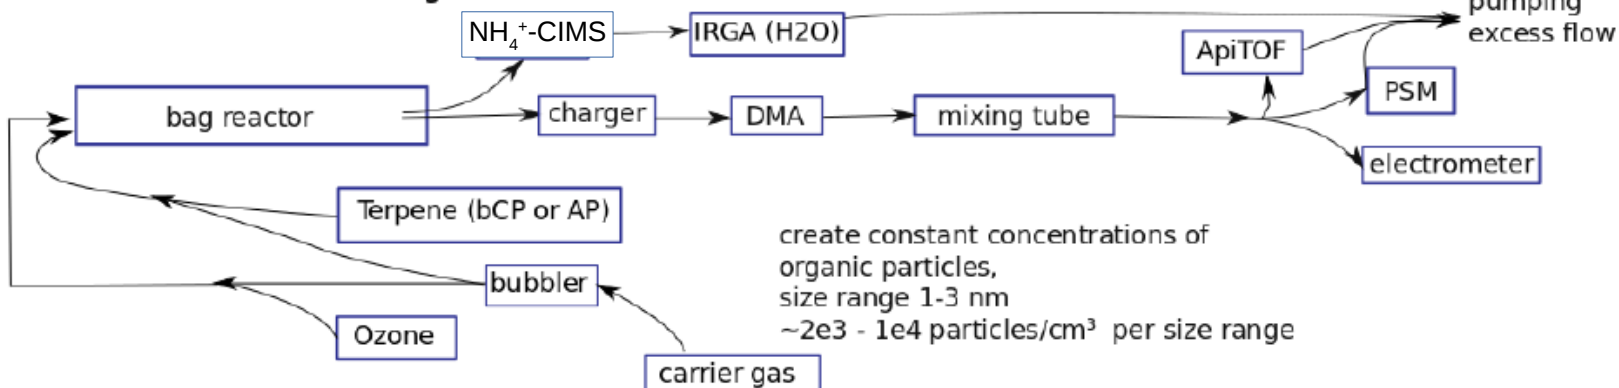 pumping
excess flow
NH₄⁺-CIMS
IRGA (H2O)
ApiTOF
PSM
bag reactor
charger
DMA
mixing tube
electrometer
Terpene (bCP or AP)
create constant concentrations of
organic particles,
size range 1-3 nm
~2e3 - 1e4 particles/cm³ per size range
bubbler
Ozone
carrier gas